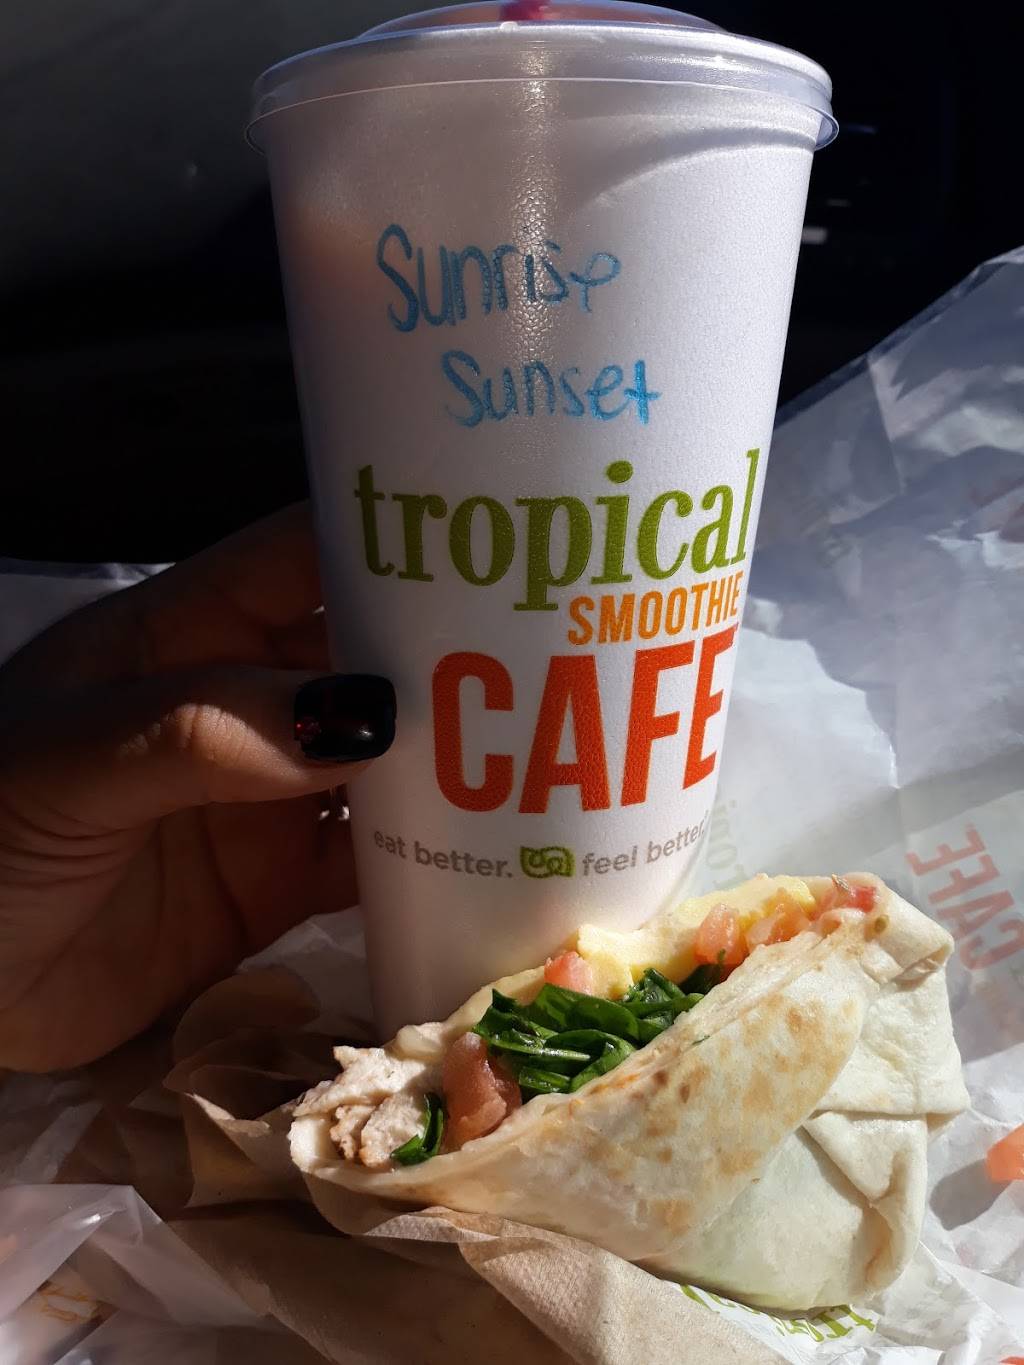 Sunrise
Sunset
tropical
SMOOTHIE
CAFE
eat better. feel better.
CAFE